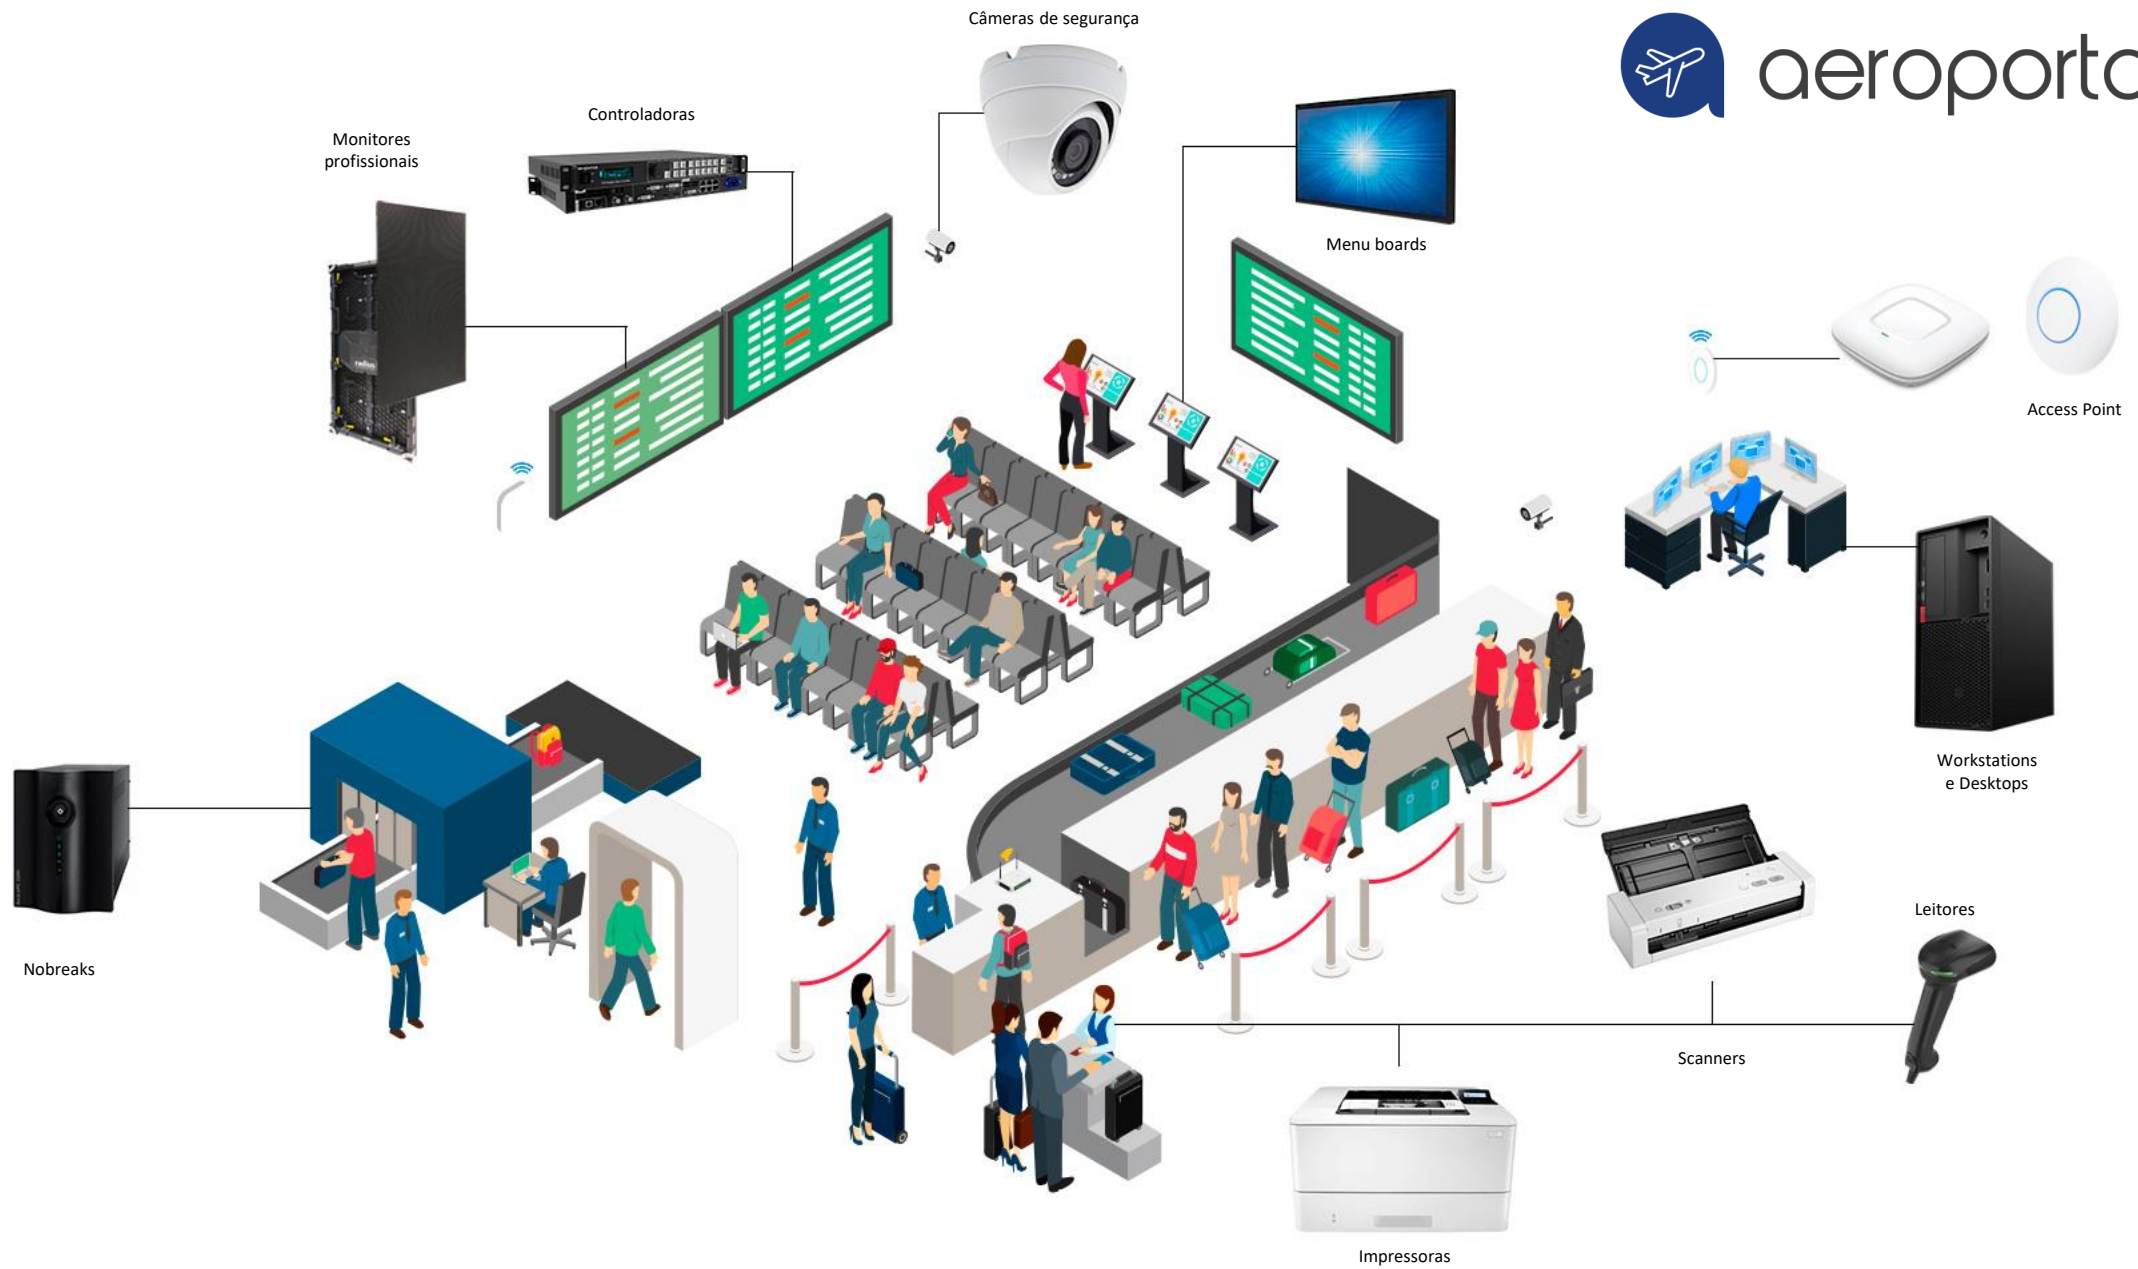 Câmeras de segurança
aeroporto
Controladoras
Monitores
profissionais
Menu boards
Access Point
Workstations
e Desktops
Leitores
Nobreaks
Scanners
Impressoras